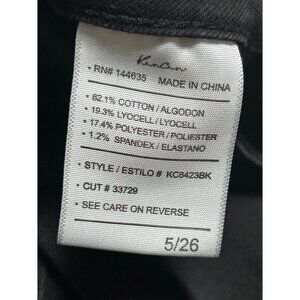 KanCan
• RN# 144635 MADE IN CHINA
• 62.1% COTTON / ALGODON
• 19.3% LYOCELL / LYOCELL
• 17.4% POLYESTER / POLIESTER
• 1.2% SPANDEX / ELASTANO
• STYLE / ESTILO # KC8423BK
• CUT # 33729
• SEE CARE ON REVERSE
5/26